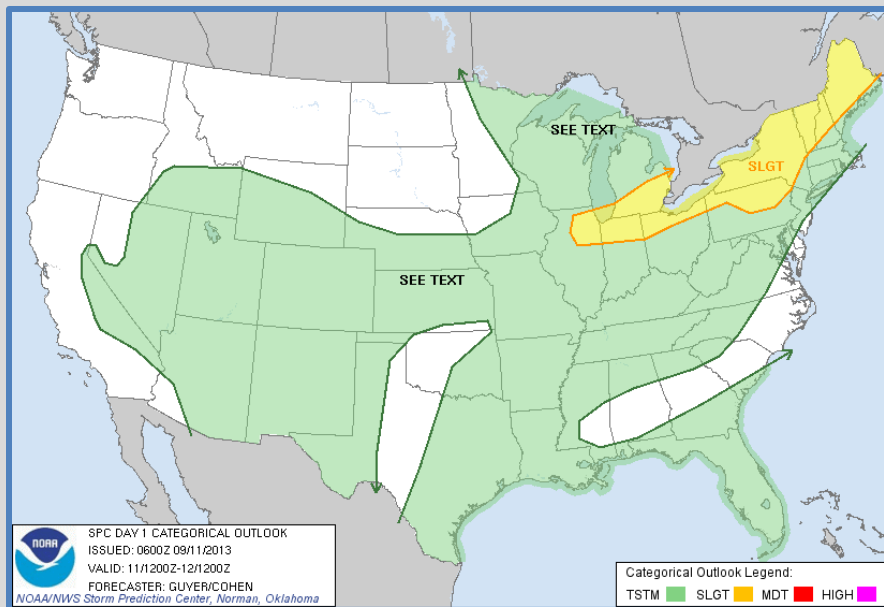 SEE TEXT
SLGT
SEE TEXT
NOAA
SPC DAY 1 CATEGORICAL OUTLOOK
ISSUED: 0600Z 09/11/2013
VALID: 11/1200Z-12/1200Z
FORECASTER: GUYER/COHEN
NOAA/NWS Storm Prediction Center, Norman, Oklahoma
Categorical Outlook Legend:
TSTM SLGT MDT HIGH